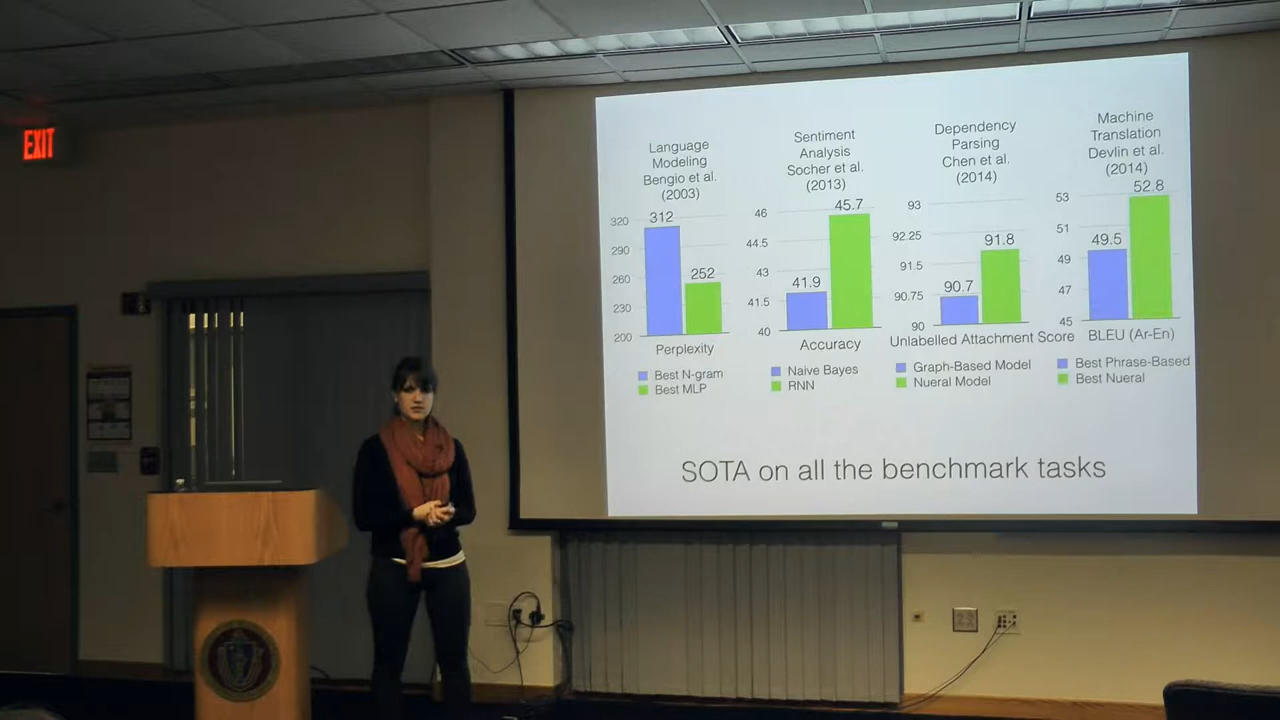 EXIT
Language
Modeling
Bengio et al.
(2003)
320
290
260
230
200
312
252
Perplexity
Best N-gram
Best MLP
Sentiment
Analysis
Socher et al.
(2013)
46
44.5
43
41.5
40
41.9
45.7
Accuracy
Naive Bayes
RNN
Dependency
Parsing
Chen et al.
(2014)
93
92.25
91.5
90.75
90
90.7
91.8
Unlabelled Attachment Score
Graph-Based Model
Nueral Model
Machine
Translation
Devlin et al.
(2014)
53
51
49
47
45
49.5
52.8
BLEU (Ar-En)
Best Phrase-Based
Best Nueral
SOTA on all the benchmark tasks